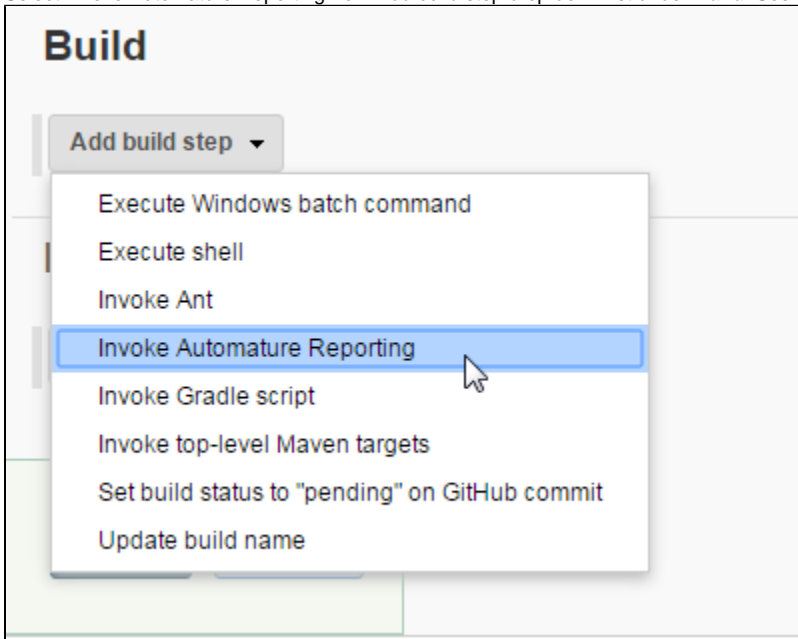 Build
Add build step
Execute Windows batch command
Execute shell
Invoke Ant
Invoke Automature Reporting
Invoke Gradle script
Invoke top-level Maven targets
Set build status to "pending" on GitHub commit
Update build name